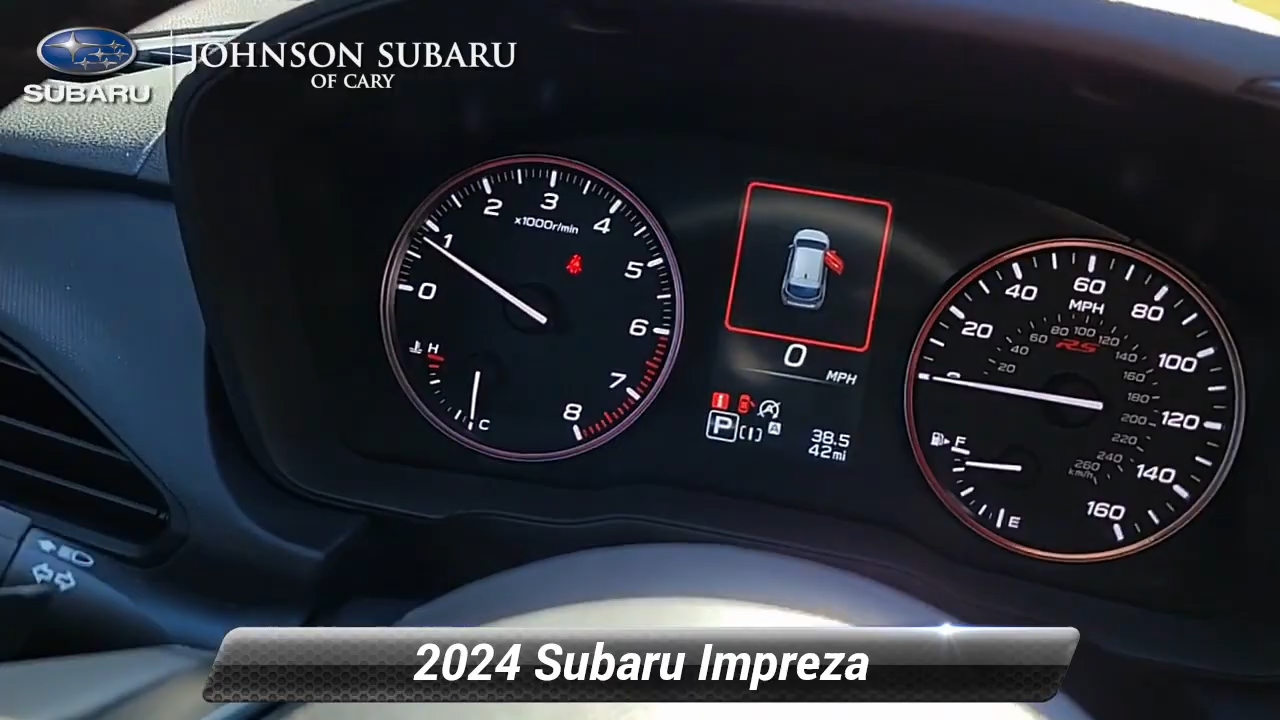 SUBARU
JOHNSON SUBARU
OF CARY
0 1 2 3 4 5 6 7 8
x1000r/min
H
C
0
MPH
P
A
38.5
42mi
20 40 60 80 100 120 140 160
MPH
RS
20 40 60 80 100 120 140 160 180 200 220 240 260
km/h
F
E
2024 Subaru Impreza